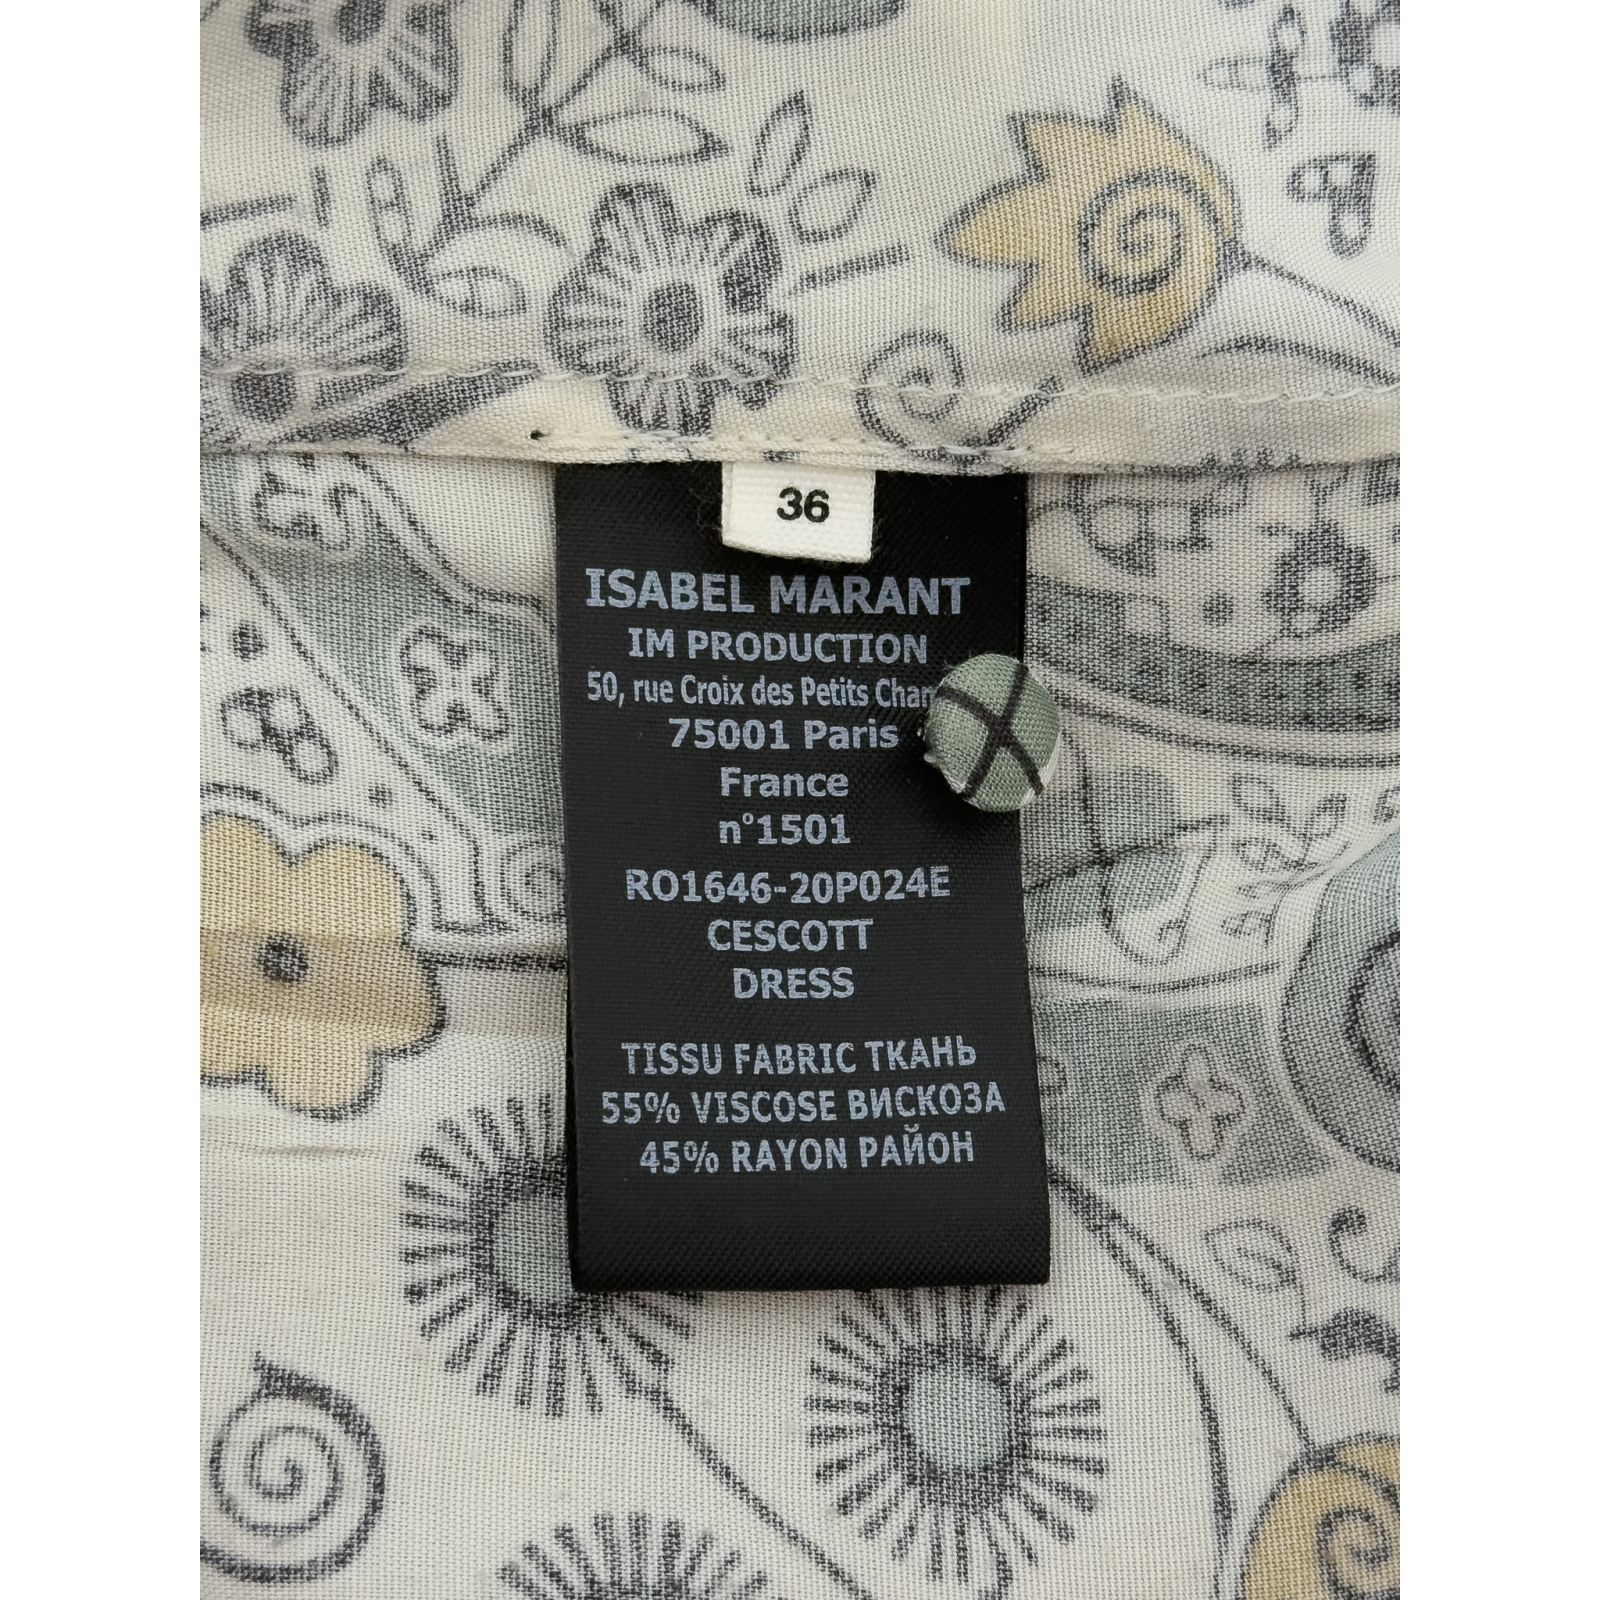 36
ISABEL MARANT
IM PRODUCTION
50, rue Croix des Petits
75001 Paris
France
n°1501
RO1646-20P024E
CESCOTT
DRESS
TISSU FABRIC ТКАНЬ
55% VISCOSE ВИСКОЗА
45% RAYON РАЙОН